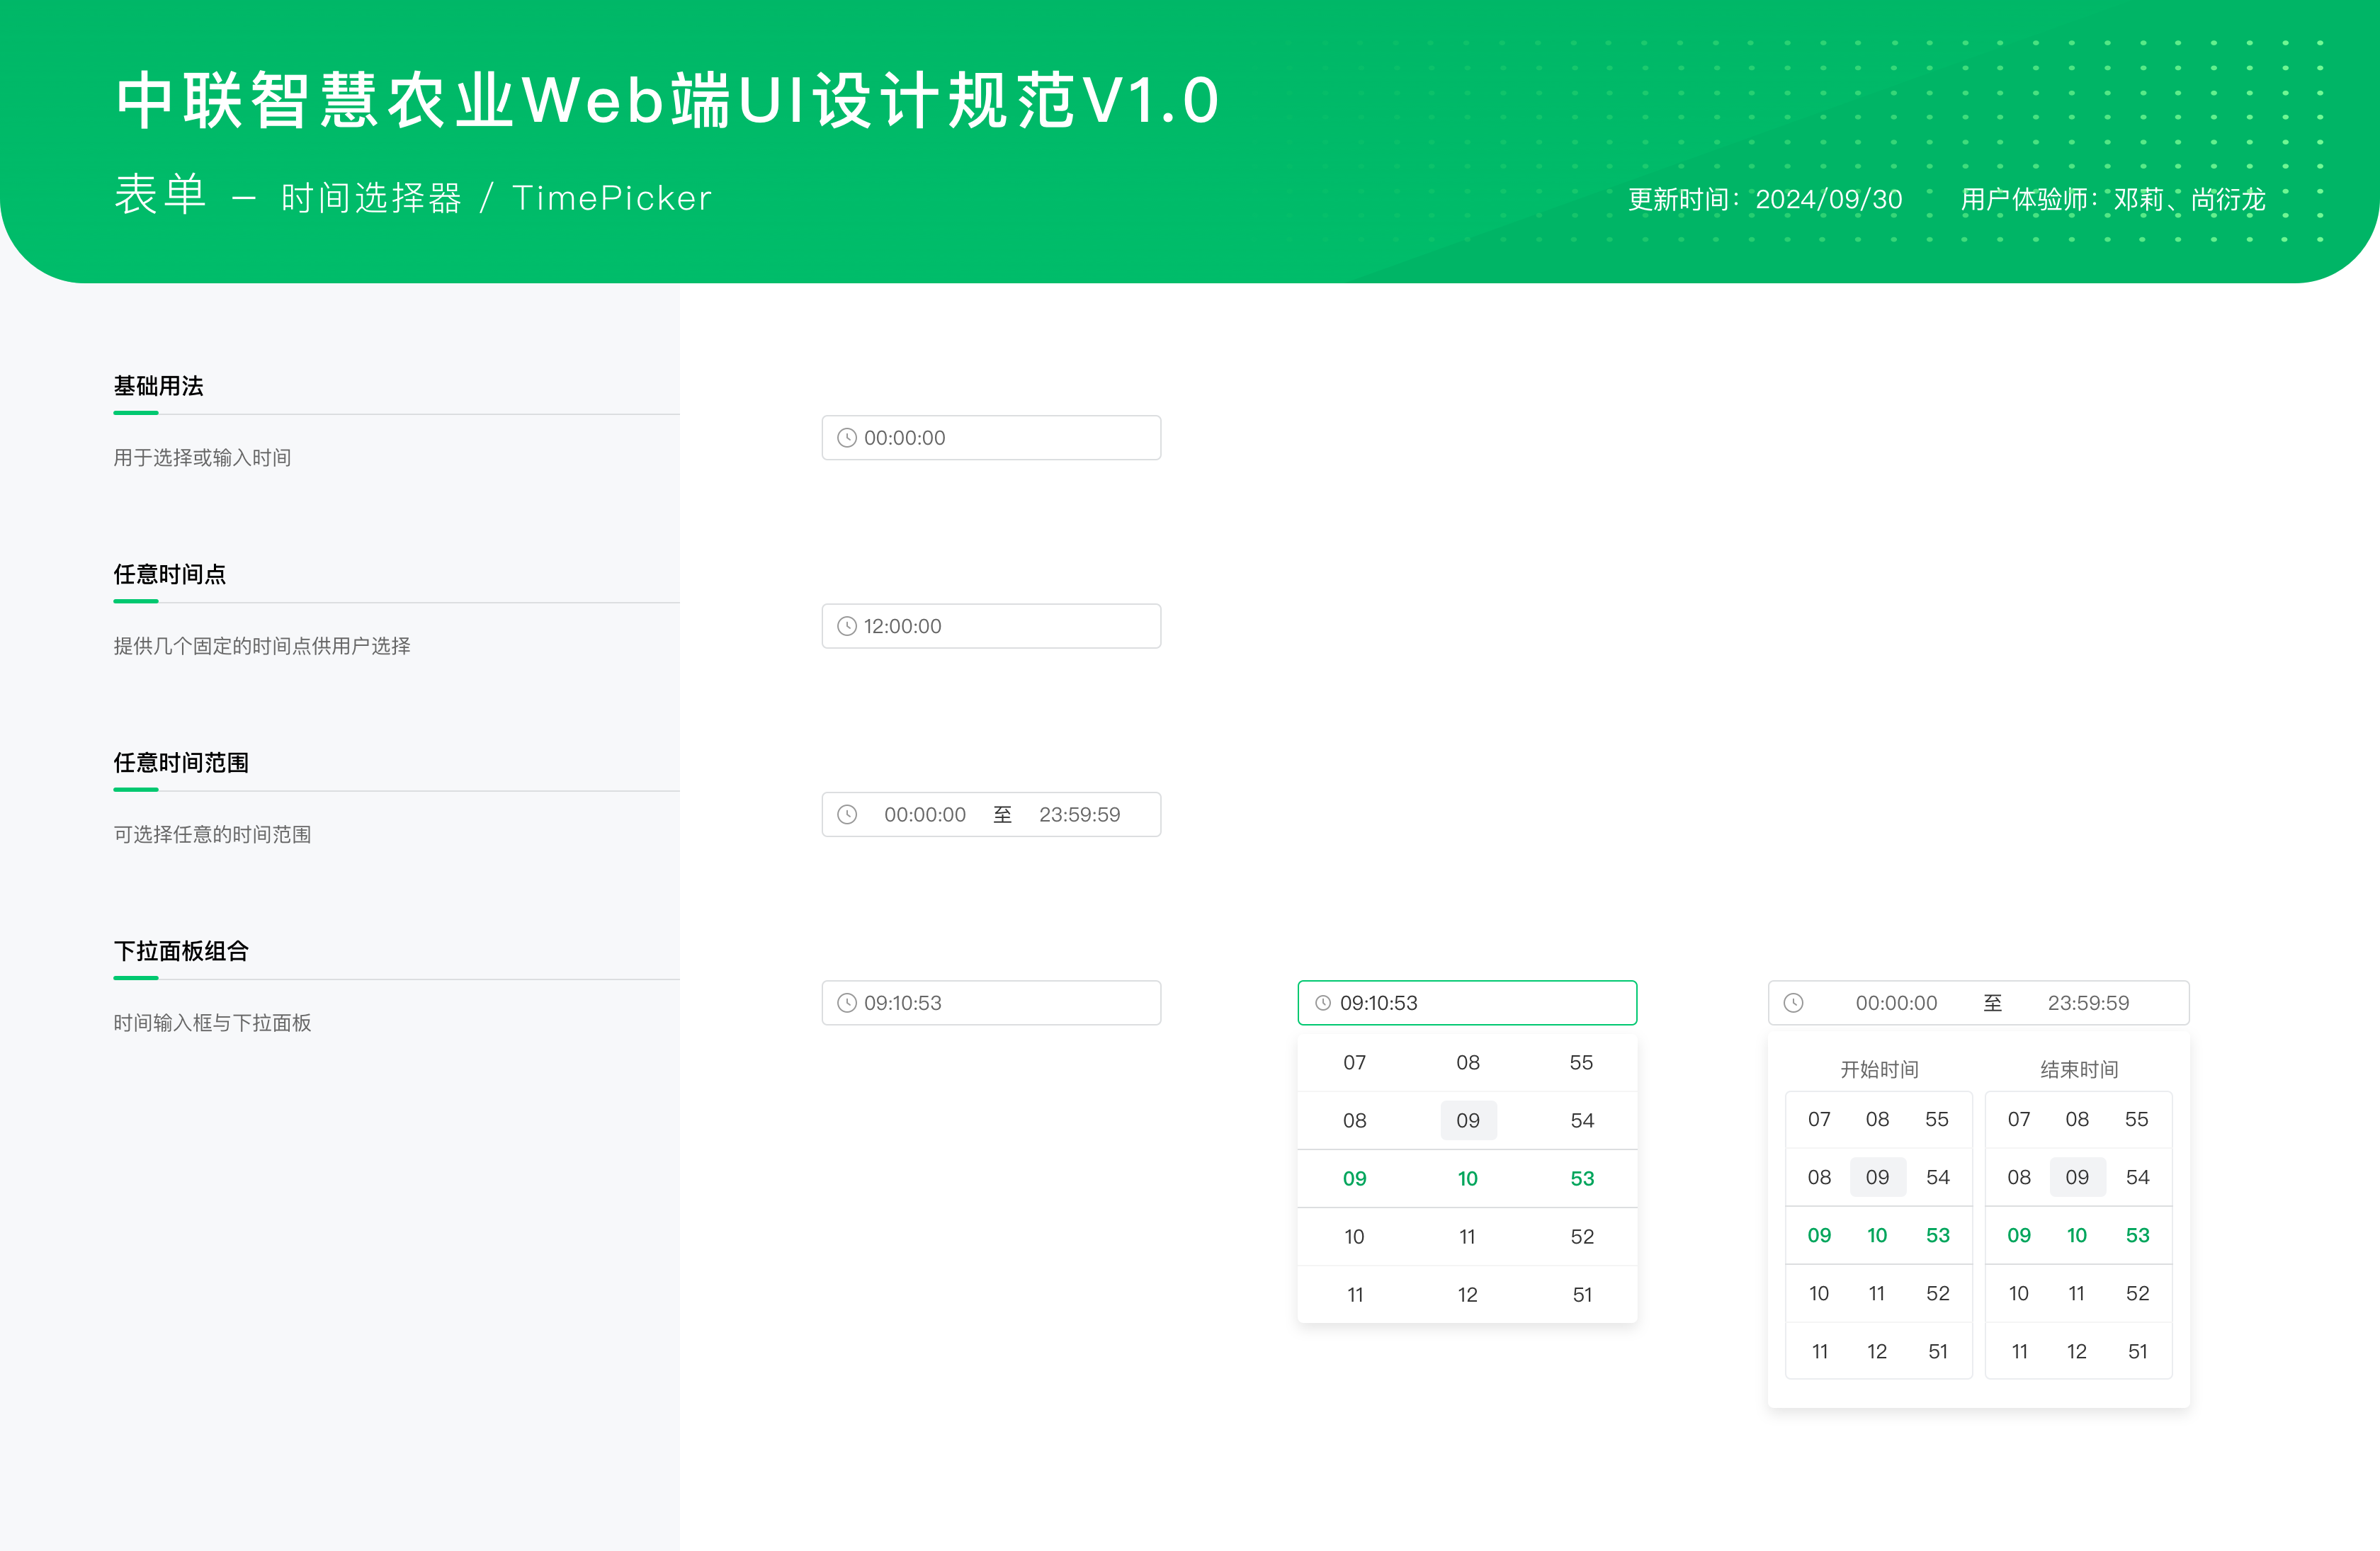 中联智慧农业Web端UI设计规范V1.0
表单 – 时间选择器 / TimePicker
更新时间：2024/09/30 用户体验师：邓莉、尚衍龙
基础用法
用于选择或输入时间
00:00:00
任意时间点
提供几个固定的时间点供用户选择
12:00:00
任意时间范围
可选择任意的时间范围
00:00:00 至 23:59:59
下拉面板组合
时间输入框与下拉面板
09:10:53
09:10:53
07 08 55
08 09 54
09 10 53
10 11 52
11 12 51
00:00:00 至 23:59:59
开始时间
07 08 55
08 09 54
09 10 53
10 11 52
11 12 51
结束时间
07 08 55
08 09 54
09 10 53
10 11 52
11 12 51